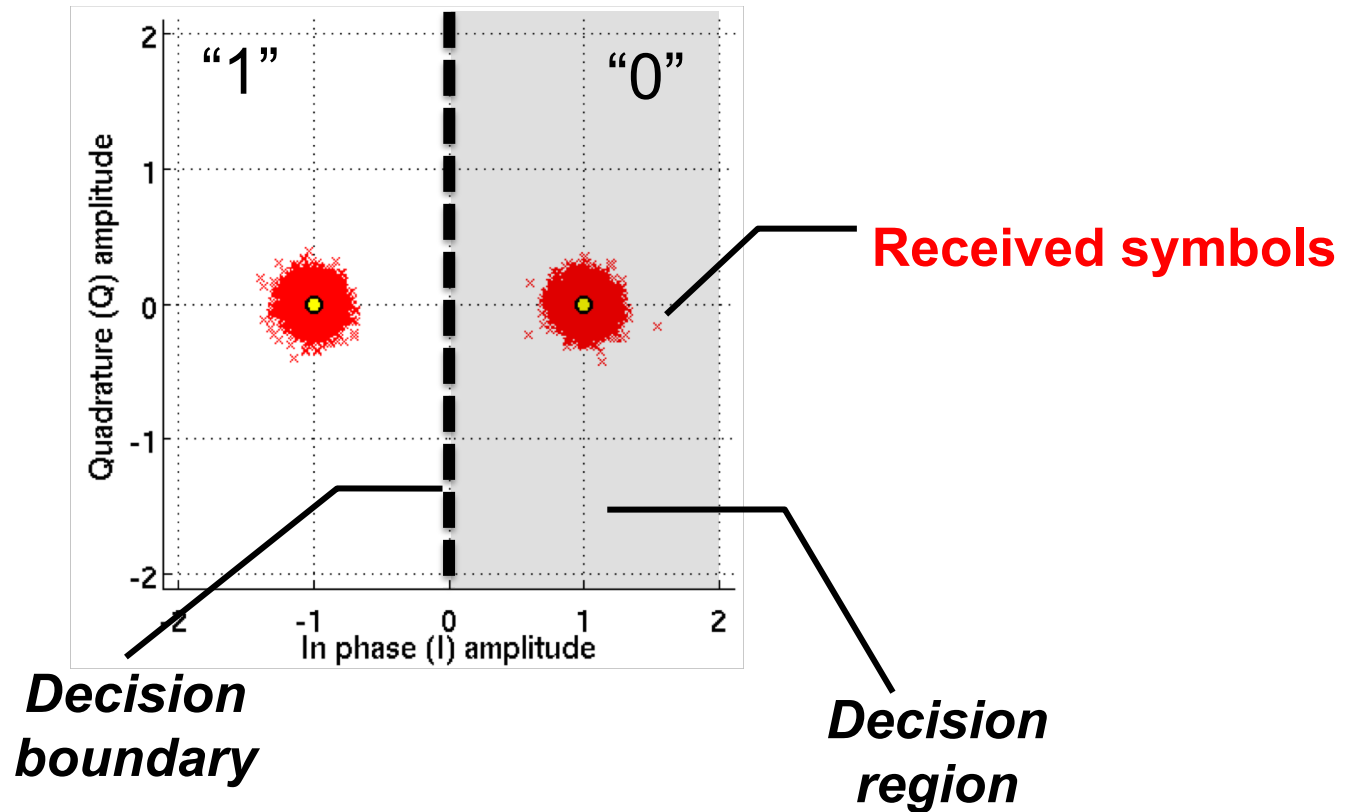 “1”
“0”
2
1
0
-1
-2
Quadrature (Q) amplitude
-2
-1
0
1
2
In phase (I) amplitude
Received symbols
Decision
boundary
Decision
region